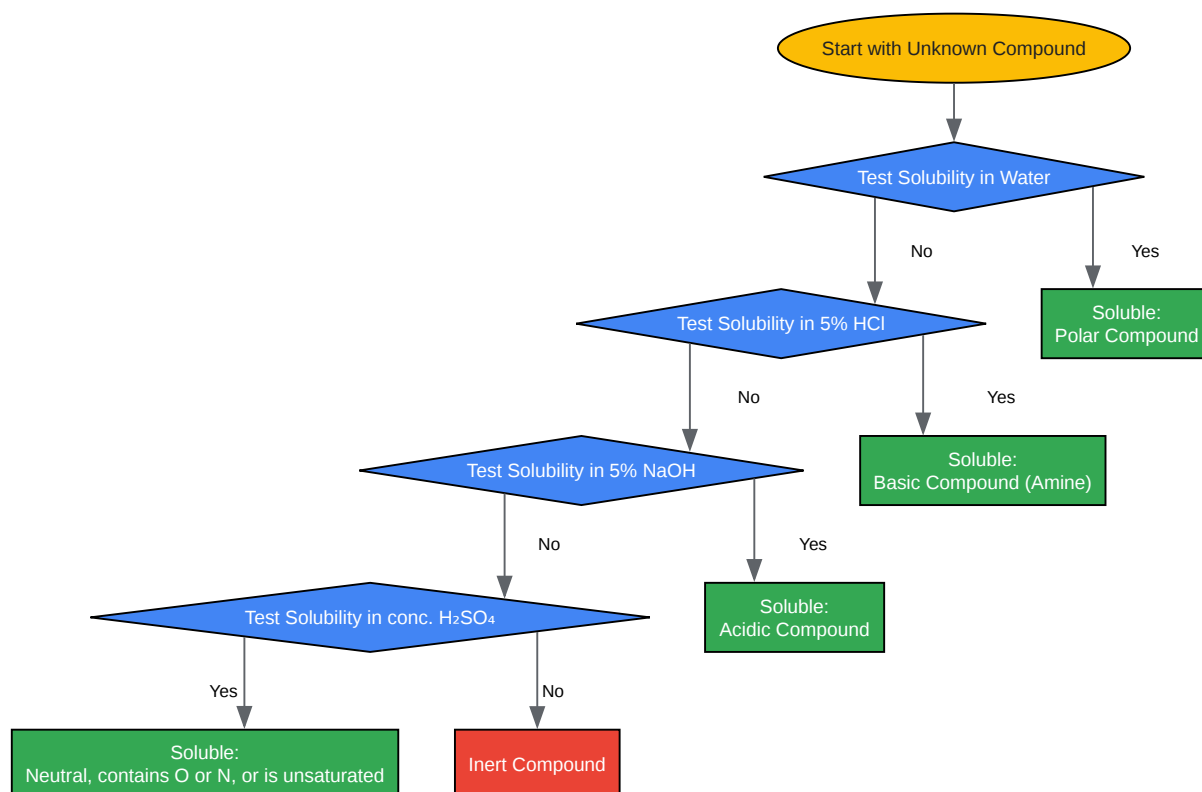 Start with Unknown Compound
Test Solubility in Water
No
Yes
Soluble:
Polar Compound
Test Solubility in 5% HCl
No
Yes
Soluble:
Basic Compound (Amine)
Test Solubility in 5% NaOH
No
Yes
Soluble:
Acidic Compound
Test Solubility in conc. H₂SO₄
Yes
No
Soluble:
Neutral, contains O or N, or is unsaturated
Inert Compound